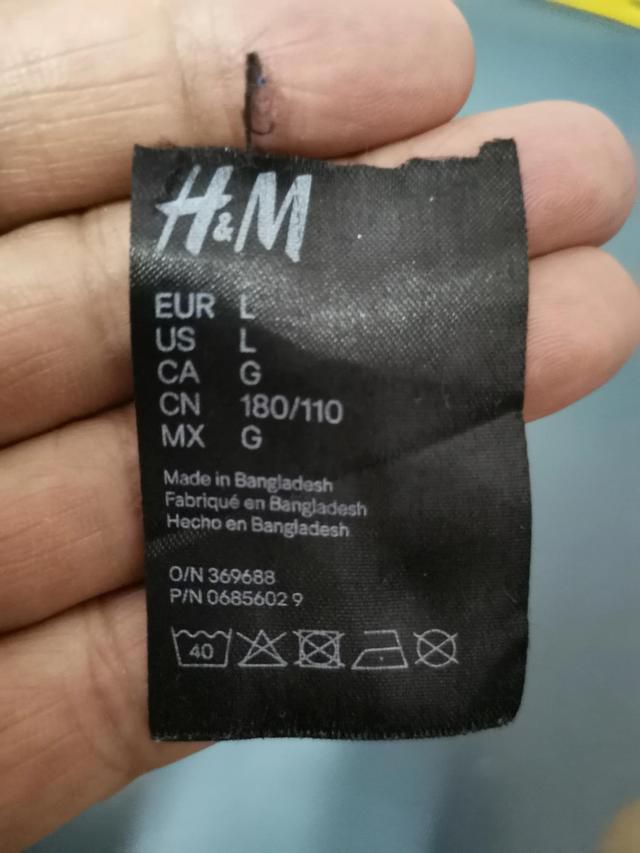 H&M
EUR L
US L
CA G
CN 180/110
MX G
Made in Bangladesh
Fabriqué en Bangladesh
Hecho en Bangladesh
O/N 369688
P/N 0685602 9
40